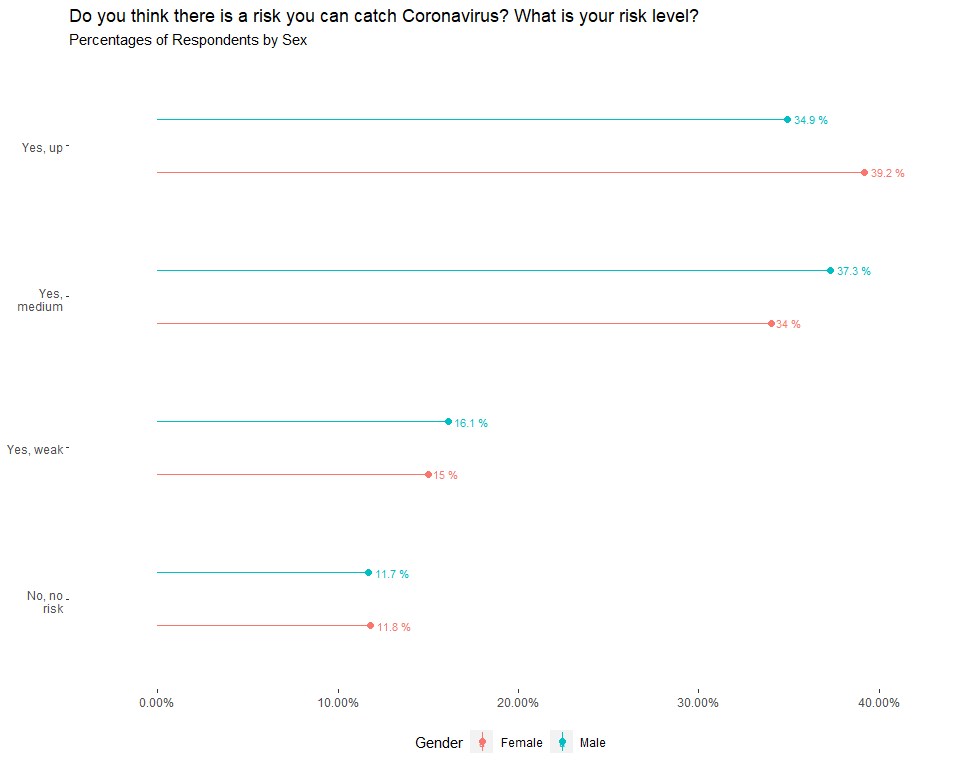 Do you think there is a risk you can catch Coronavirus? What is your risk level?
Percentages of Respondents by Sex
34.9 %
Yes, up
39.2 %
37.3 %
Yes,
medium
34 %
16.1 %
Yes, weak
15 %
11.7 %
No, no
risk
11.8 %
0.00% 10.00% 20.00% 30.00% 40.00%
Gender Female Male